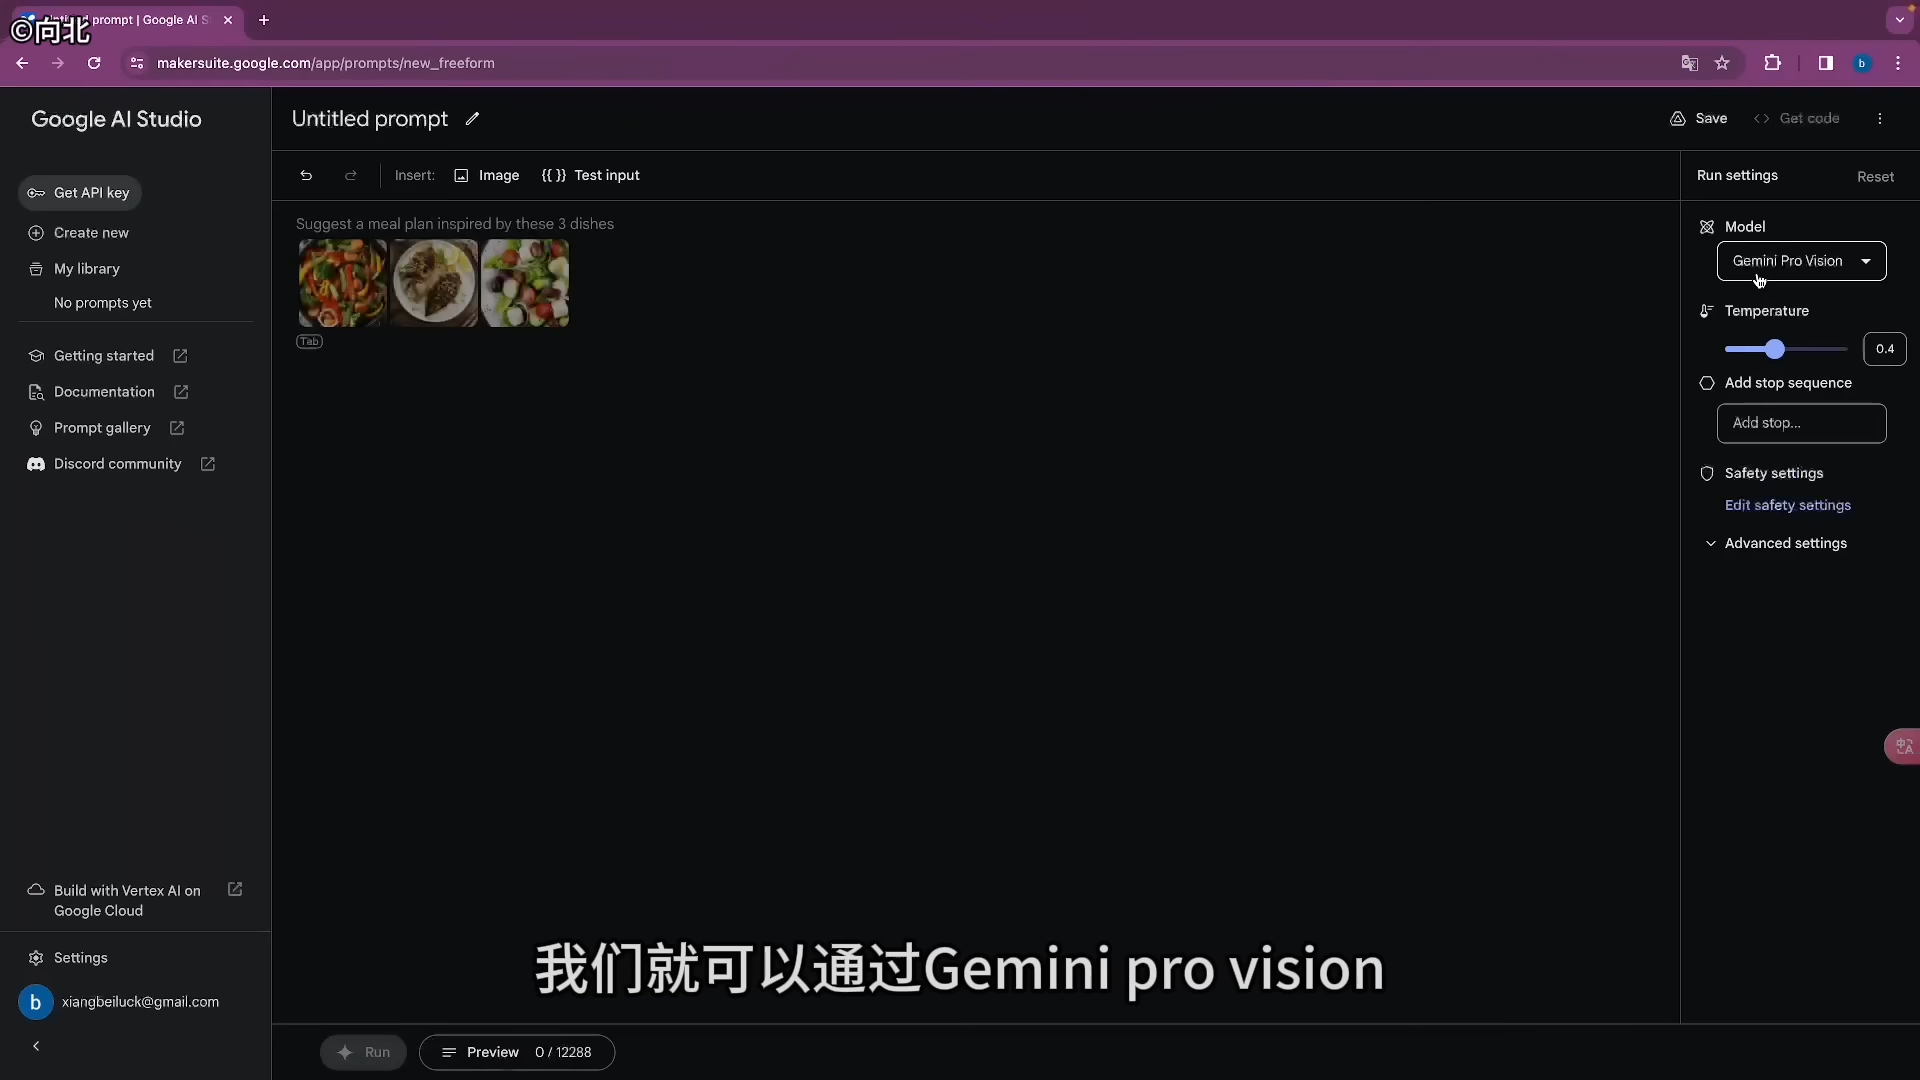 Untitled prompt | Google AI S
©向北
makersuite.google.com/app/prompts/new_freeform
b
Google AI Studio
Get API key
Create new
My library
No prompts yet
Getting started
Documentation
Prompt gallery
Discord community
Build with Vertex AI on
Google Cloud
Settings
b xiangbeiluck@gmail.com
Untitled prompt
Save
Get code
Insert: Image {{ }} Test input
Suggest a meal plan inspired by these 3 dishes
Tab
Run settings
Reset
Model
Gemini Pro Vision
Temperature
0.4
Add stop sequence
Add stop...
Safety settings
Edit safety settings
Advanced settings
我们就可以通过Gemini pro vision
Run
Preview 0 / 12288